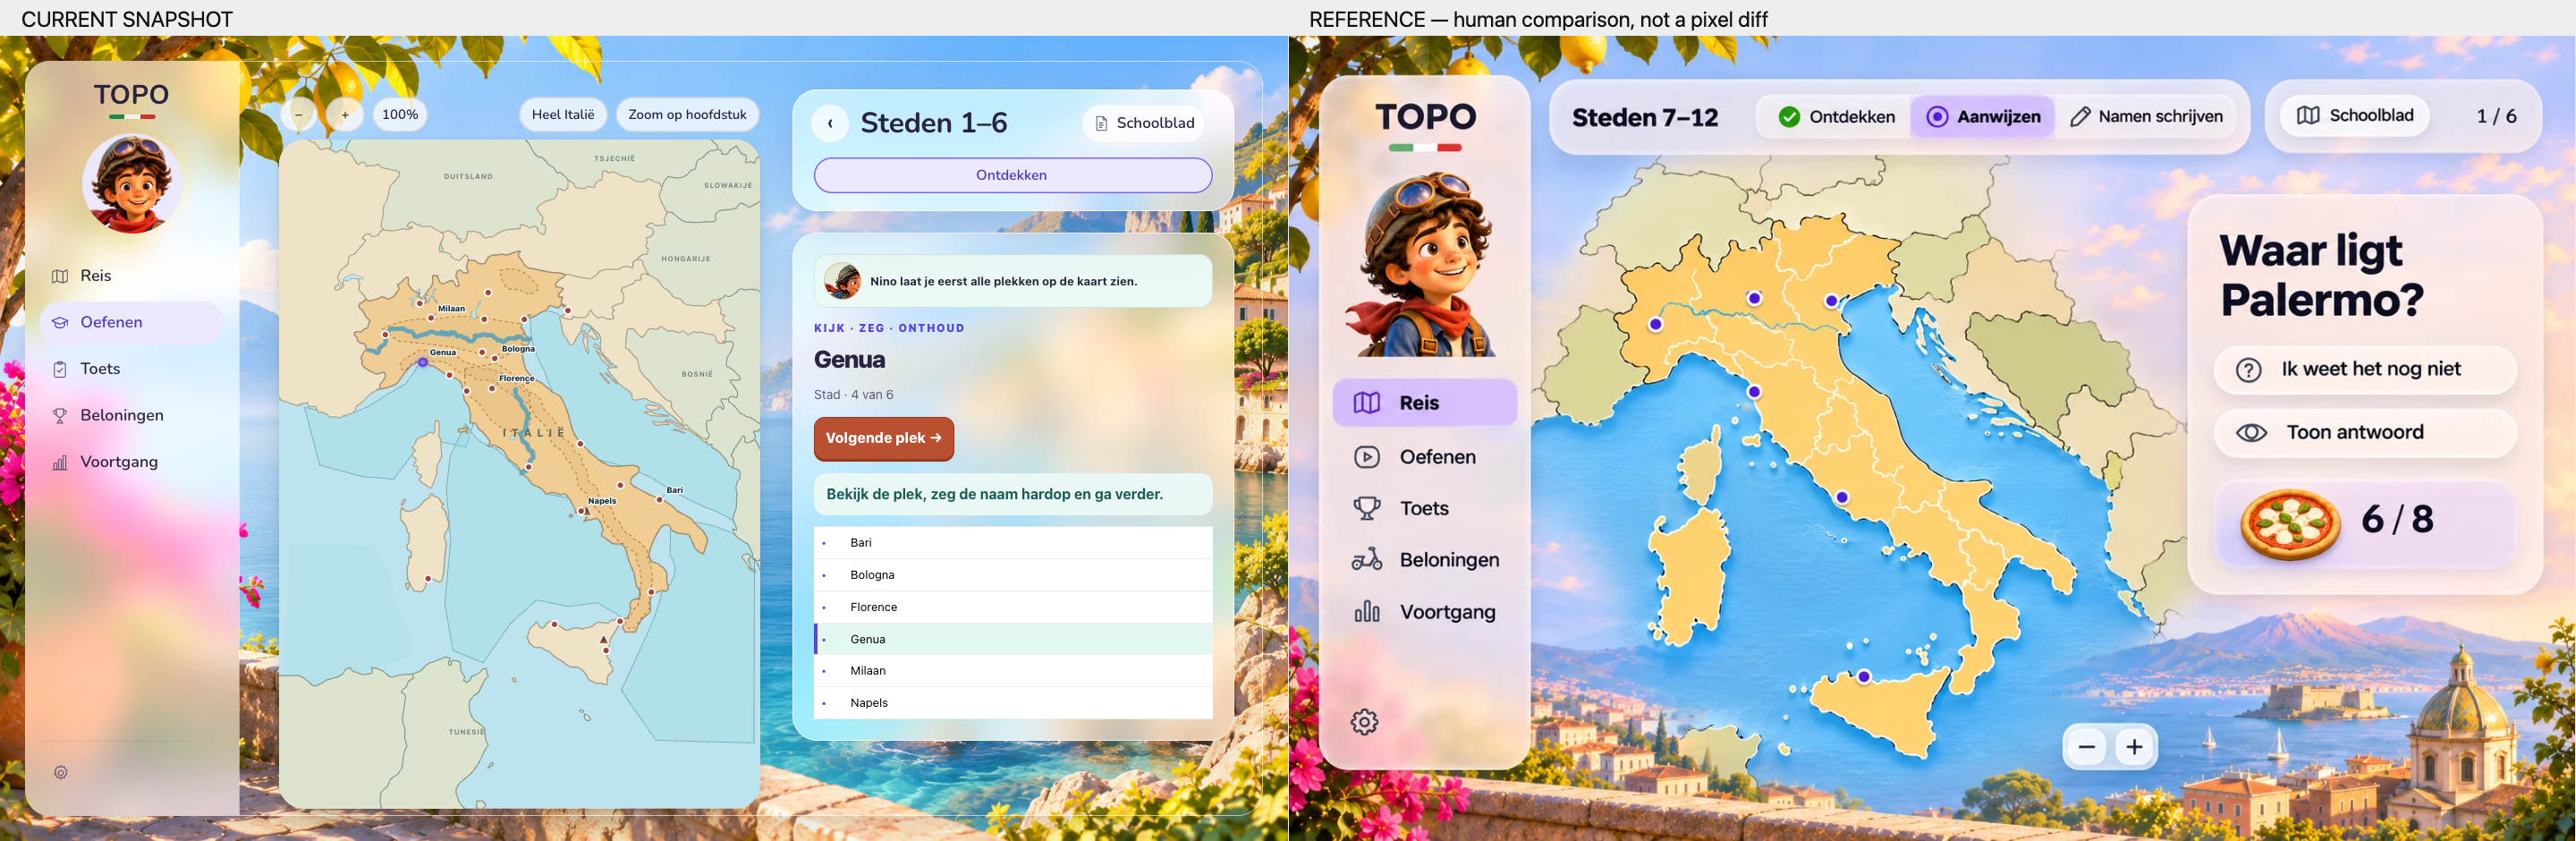 CURRENT SNAPSHOT
TOPO
Reis
Oefenen
Toets
Beloningen
Voortgang
− + 100% Heel Italië Zoom op hoofdstuk
DUITSLAND
TSJECHIË
SLOWAKIJE
HONGARIJE
BOSNIË
Milaan
Genua
Bologna
Florence
ITALIË
Napels
Bari
TUNESIË
‹ Steden 1–6 Schoolblad
Ontdekken
Nino laat je eerst alle plekken op de kaart zien.
KIJK · ZEG · ONTHOUD
Genua
Stad · 4 van 6
Volgende plek →
Bekijk de plek, zeg de naam hardop en ga verder.
• Bari
• Bologna
• Florence
• Genua
• Milaan
• Napels
REFERENCE — human comparison, not a pixel diff
TOPO
Reis
Oefenen
Toets
Beloningen
Voortgang
Steden 7–12 Ontdekken Aanwijzen Namen schrijven
Schoolblad 1 / 6
Waar ligt
Palermo?
Ik weet het nog niet
Toon antwoord
6 / 8
− +